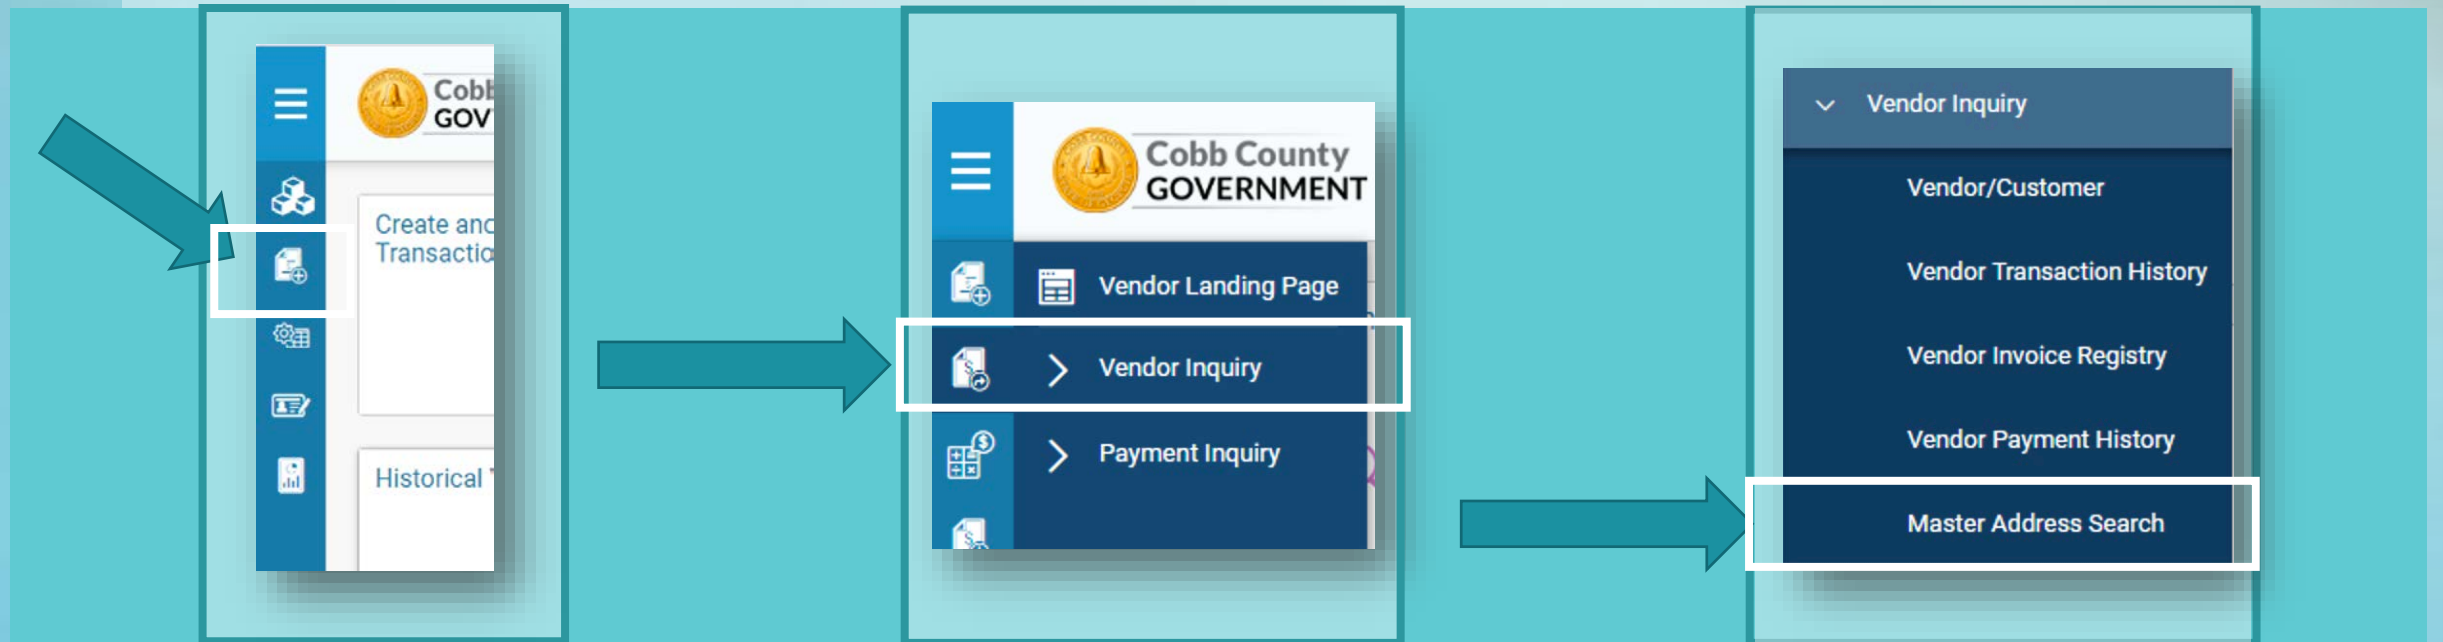 Cobb
GOV
Create and
Transactio
Historical
Cobb County
GOVERNMENT
Vendor Landing Page
Vendor Inquiry
Payment Inquiry
Vendor Inquiry
Vendor/Customer
Vendor Transaction History
Vendor Invoice Registry
Vendor Payment History
Master Address Search